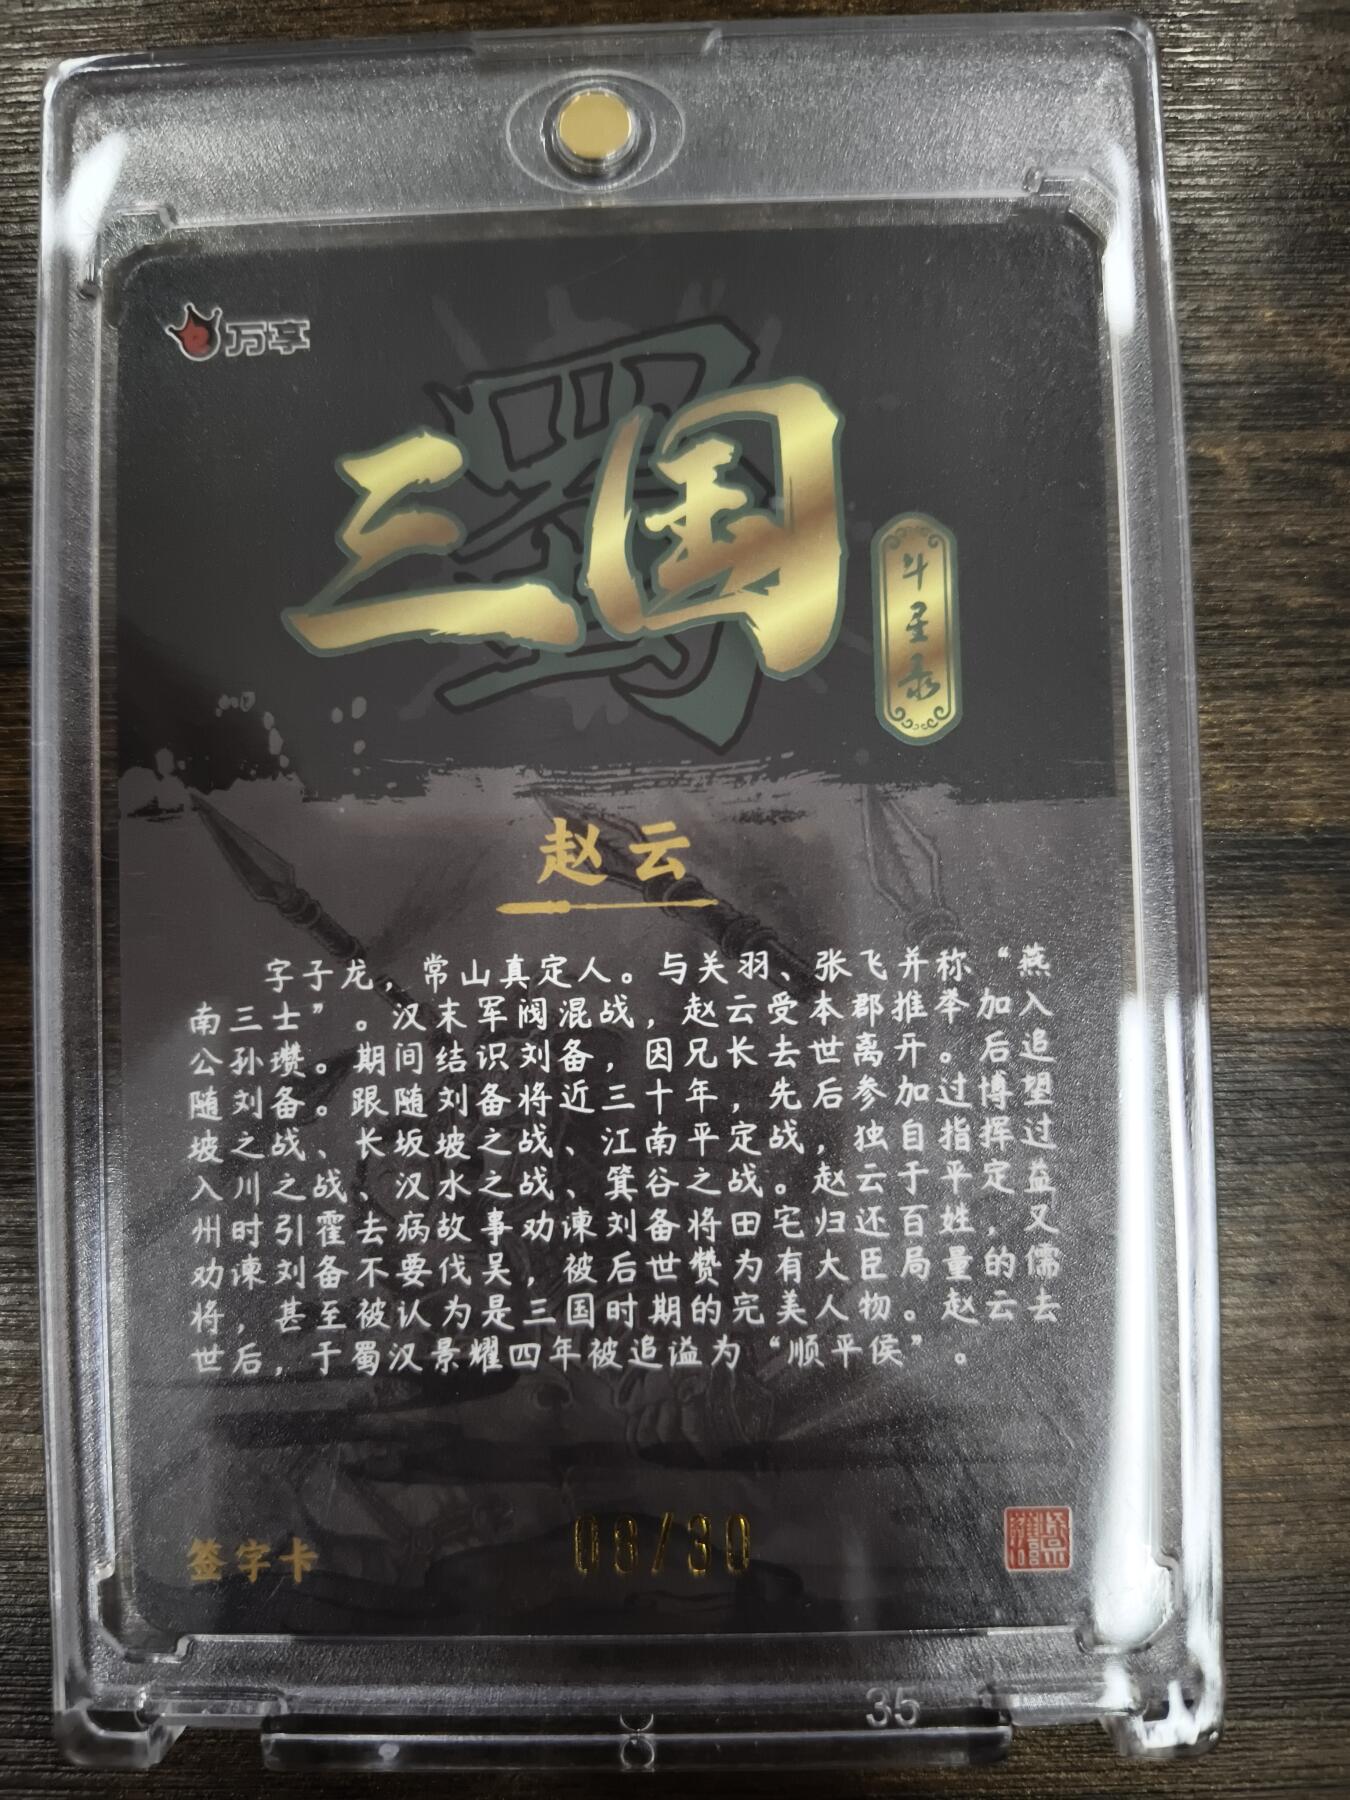 万享
蜀
三国
斗星录
赵云
字子龙，常山真定人。与关羽、张飞并称“燕
南三士”。汉末军阀混战，赵云受本郡推举加入
公孙瓒。期间结识刘备，因兄长去世离开。后追
随刘备。跟随刘备将近三十年，先后参加过博望
坡之战、长坂坡之战、江南平定战，独自指挥过
入川之战、汉水之战、箕谷之战。赵云于平定益
州时引霍去病故事劝谏刘备将田宅归还百姓，又
劝谏刘备不要伐吴，被后世赞为有大臣局量的儒
将，甚至被认为是三国时期的完美人物。赵云去
世后，于蜀汉景耀四年被追谥为“顺平侯”。
签字卡
08/30
35